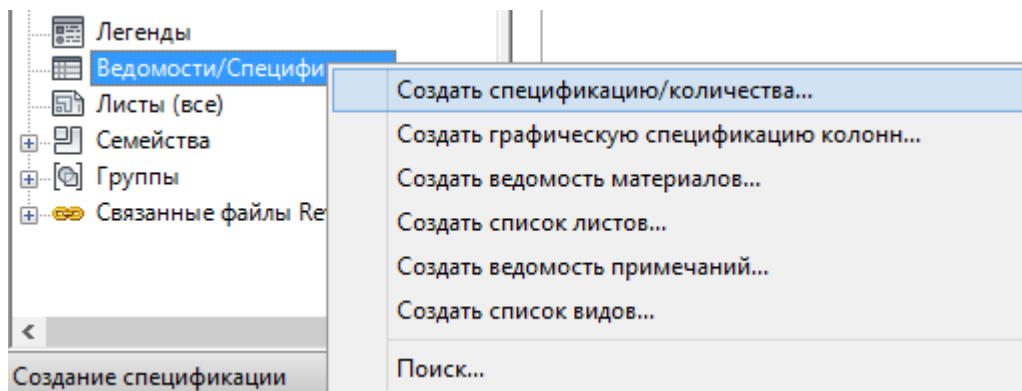 Легенды
Ведомости/Специфи
Листы (все)
Семейства
Группы
Связанные файлы Re
Создать спецификацию/количества...
Создать графическую спецификацию колонн...
Создать ведомость материалов...
Создать список листов...
Создать ведомость примечаний...
Создать список видов...
Поиск...
Создание спецификации